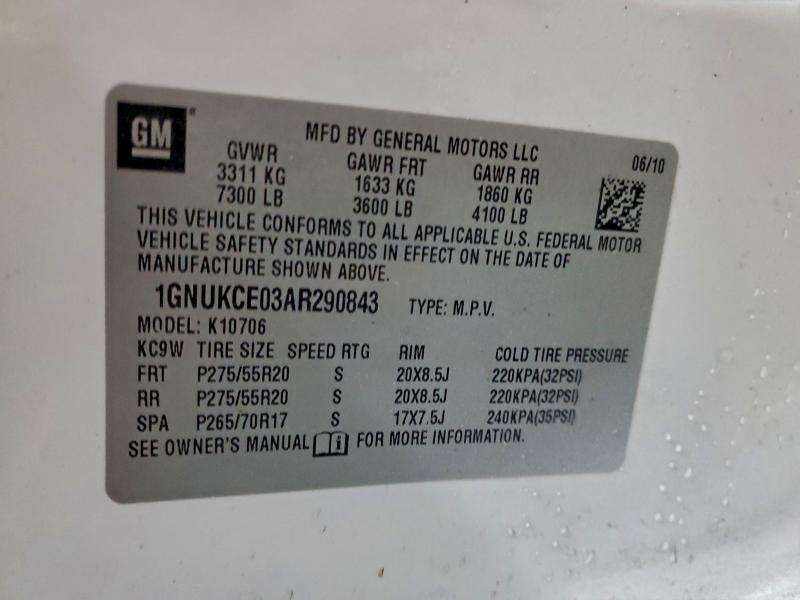 GM®
MFD BY GENERAL MOTORS LLC
06/10
GVWR GAWR FRT GAWR RR
3311 KG 1633 KG 1860 KG
7300 LB 3600 LB 4100 LB
THIS VEHICLE CONFORMS TO ALL APPLICABLE U.S. FEDERAL MOTOR
VEHICLE SAFETY STANDARDS IN EFFECT ON THE DATE OF
MANUFACTURE SHOWN ABOVE.
1GNUKCE03AR290843 TYPE: M.P.V.
MODEL: K10706
KC9W TIRE SIZE SPEED RTG RIM COLD TIRE PRESSURE
FRT P275/55R20 S 20X8.5J 220KPA(32PSI)
RR P275/55R20 S 20X8.5J 220KPA(32PSI)
SPA P265/70R17 S 17X7.5J 240KPA(35PSI)
SEE OWNER'S MANUAL FOR MORE INFORMATION.